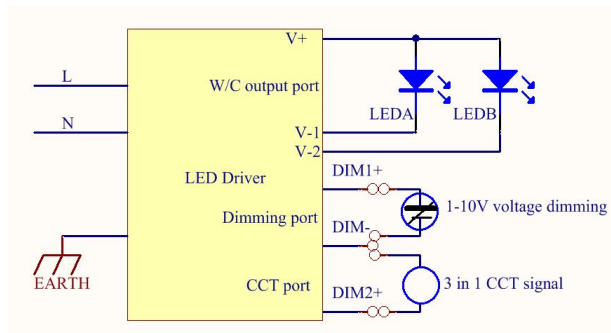 V+
L
W/C output port
LEDA
LEDB
N
V-1
V-2
LED Driver
DIM1+
1-10V voltage dimming
Dimming port
DIM-
EARTH
CCT port
3 in 1 CCT signal
DIM2+